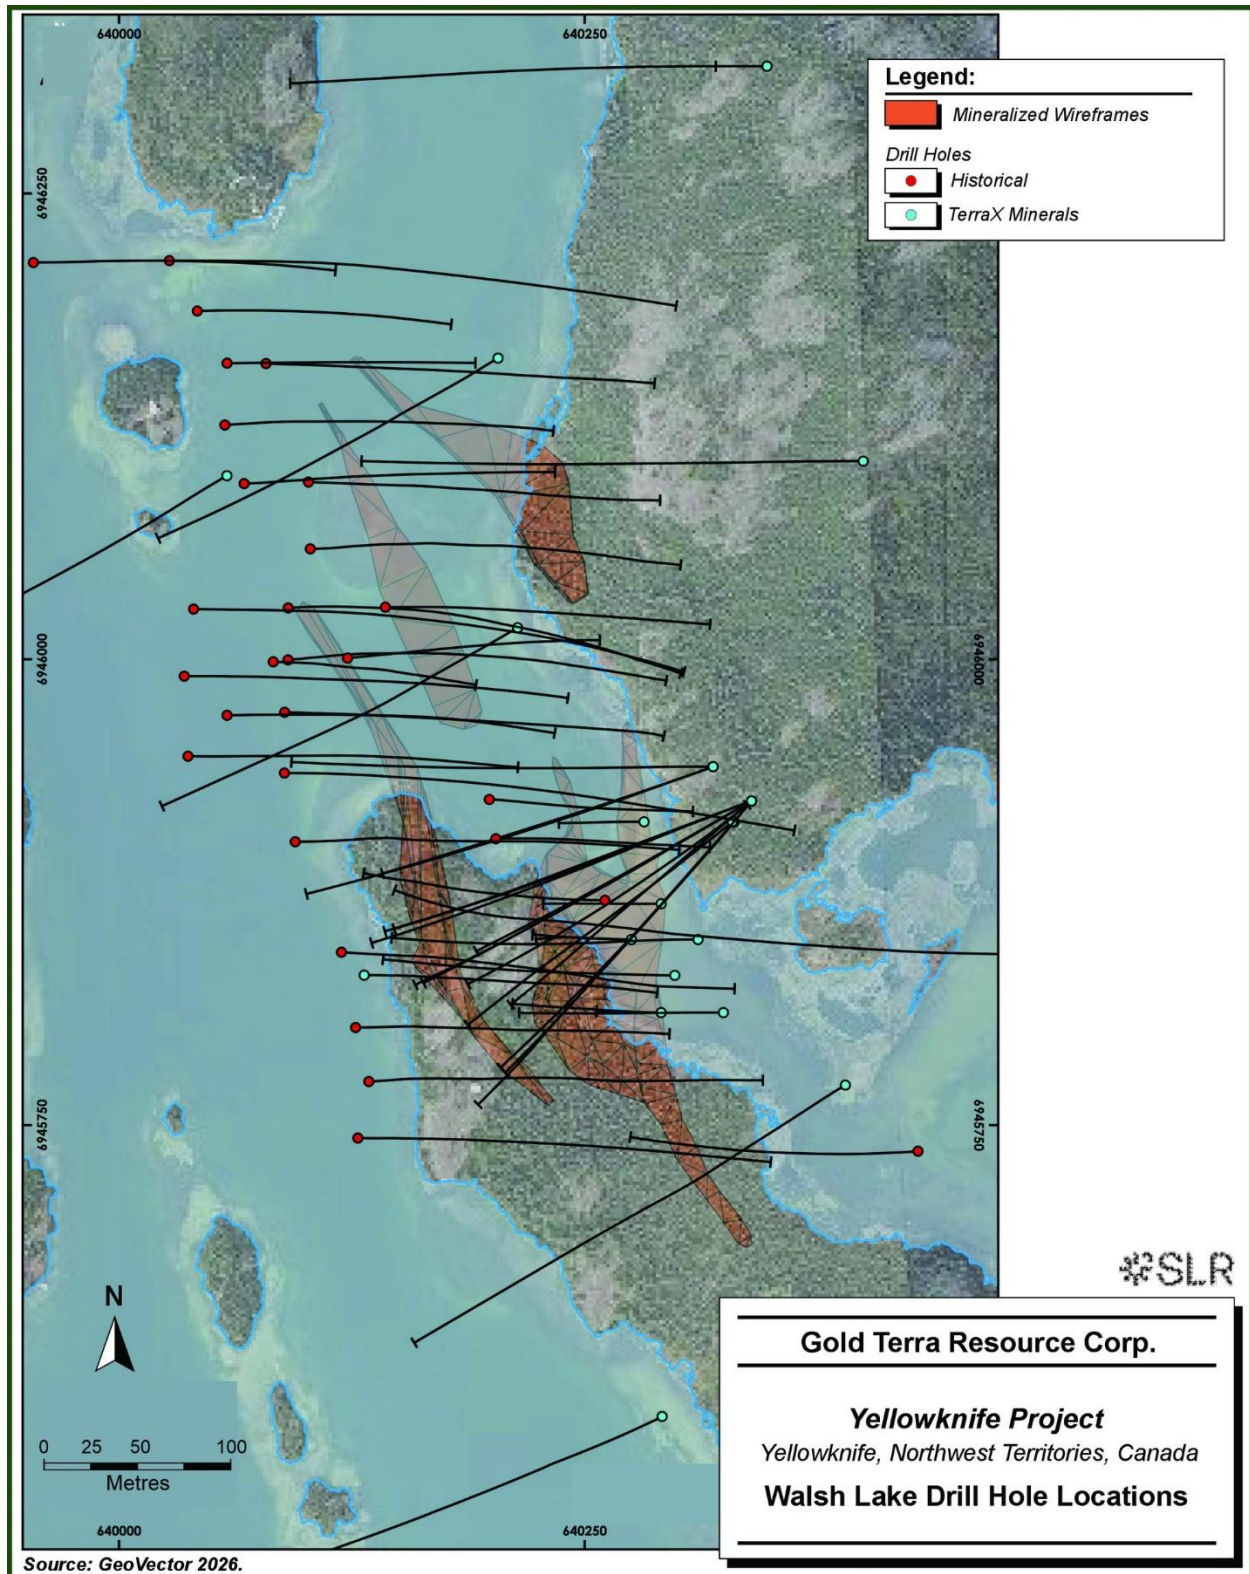 640000
640250
Legend:
Mineralized Wireframes
Drill Holes
Historical
TerraX Minerals
6946250
6946000
6946000
6945750
6945750
SLR
N
0 25 50 100
Metres
Gold Terra Resource Corp.
Yellowknife Project
Yellowknife, Northwest Territories, Canada
Walsh Lake Drill Hole Locations
640000
640250
Source: GeoVector 2026.